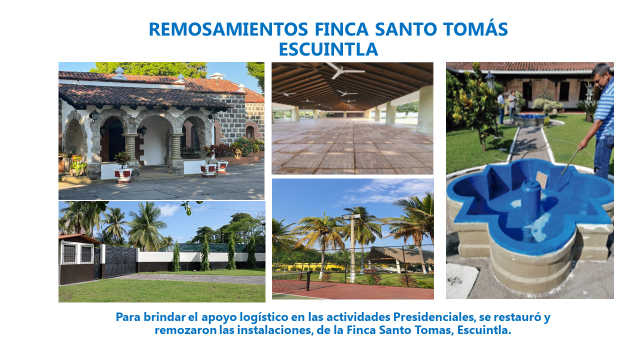 REMOSAMIENTOS FINCA SANTO TOMÁS
ESCUINTLA
Para brindar el apoyo logístico en las actividades Presidenciales, se restauró y
remozaron las instalaciones, de la Finca Santo Tomas, Escuintla.